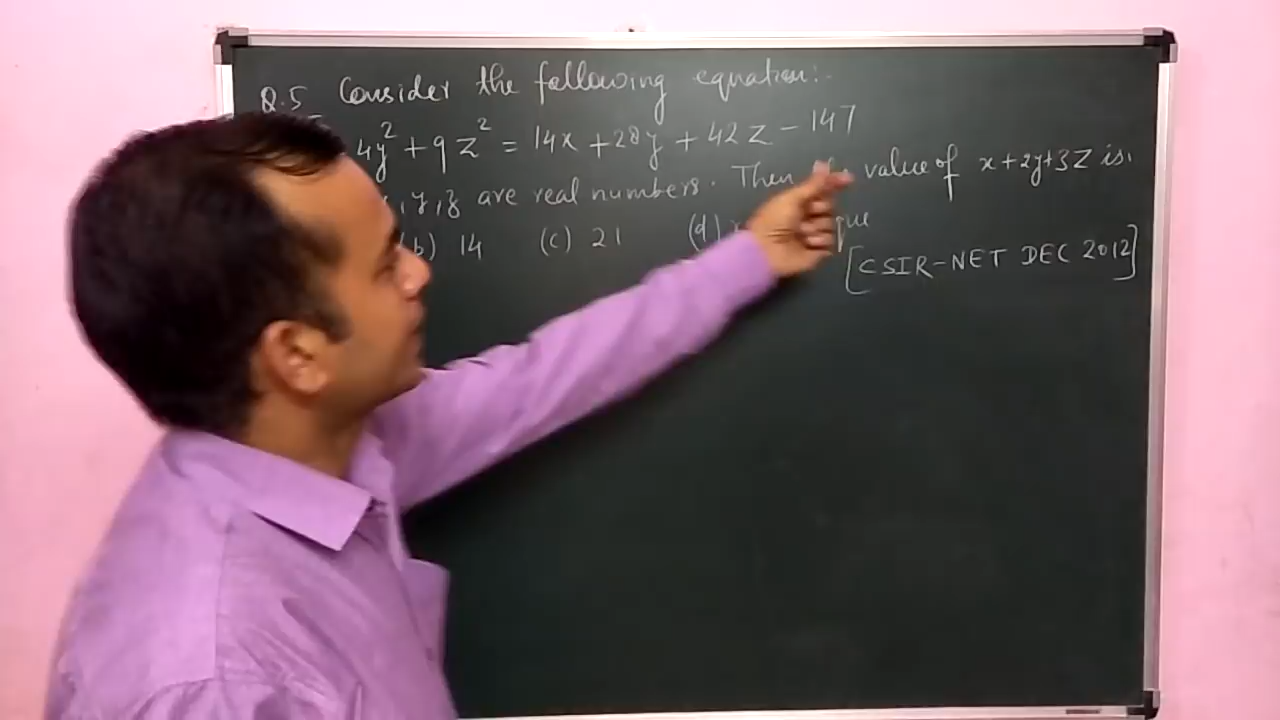 Q.5 Consider the following equation:-
4y² + 9z² = 14x + 28y + 42z - 147
, y, z are real numbers. Then value of x+2y+3z is.
b) 14 (c) 21 (d)
[CSIR-NET DEC 2012]